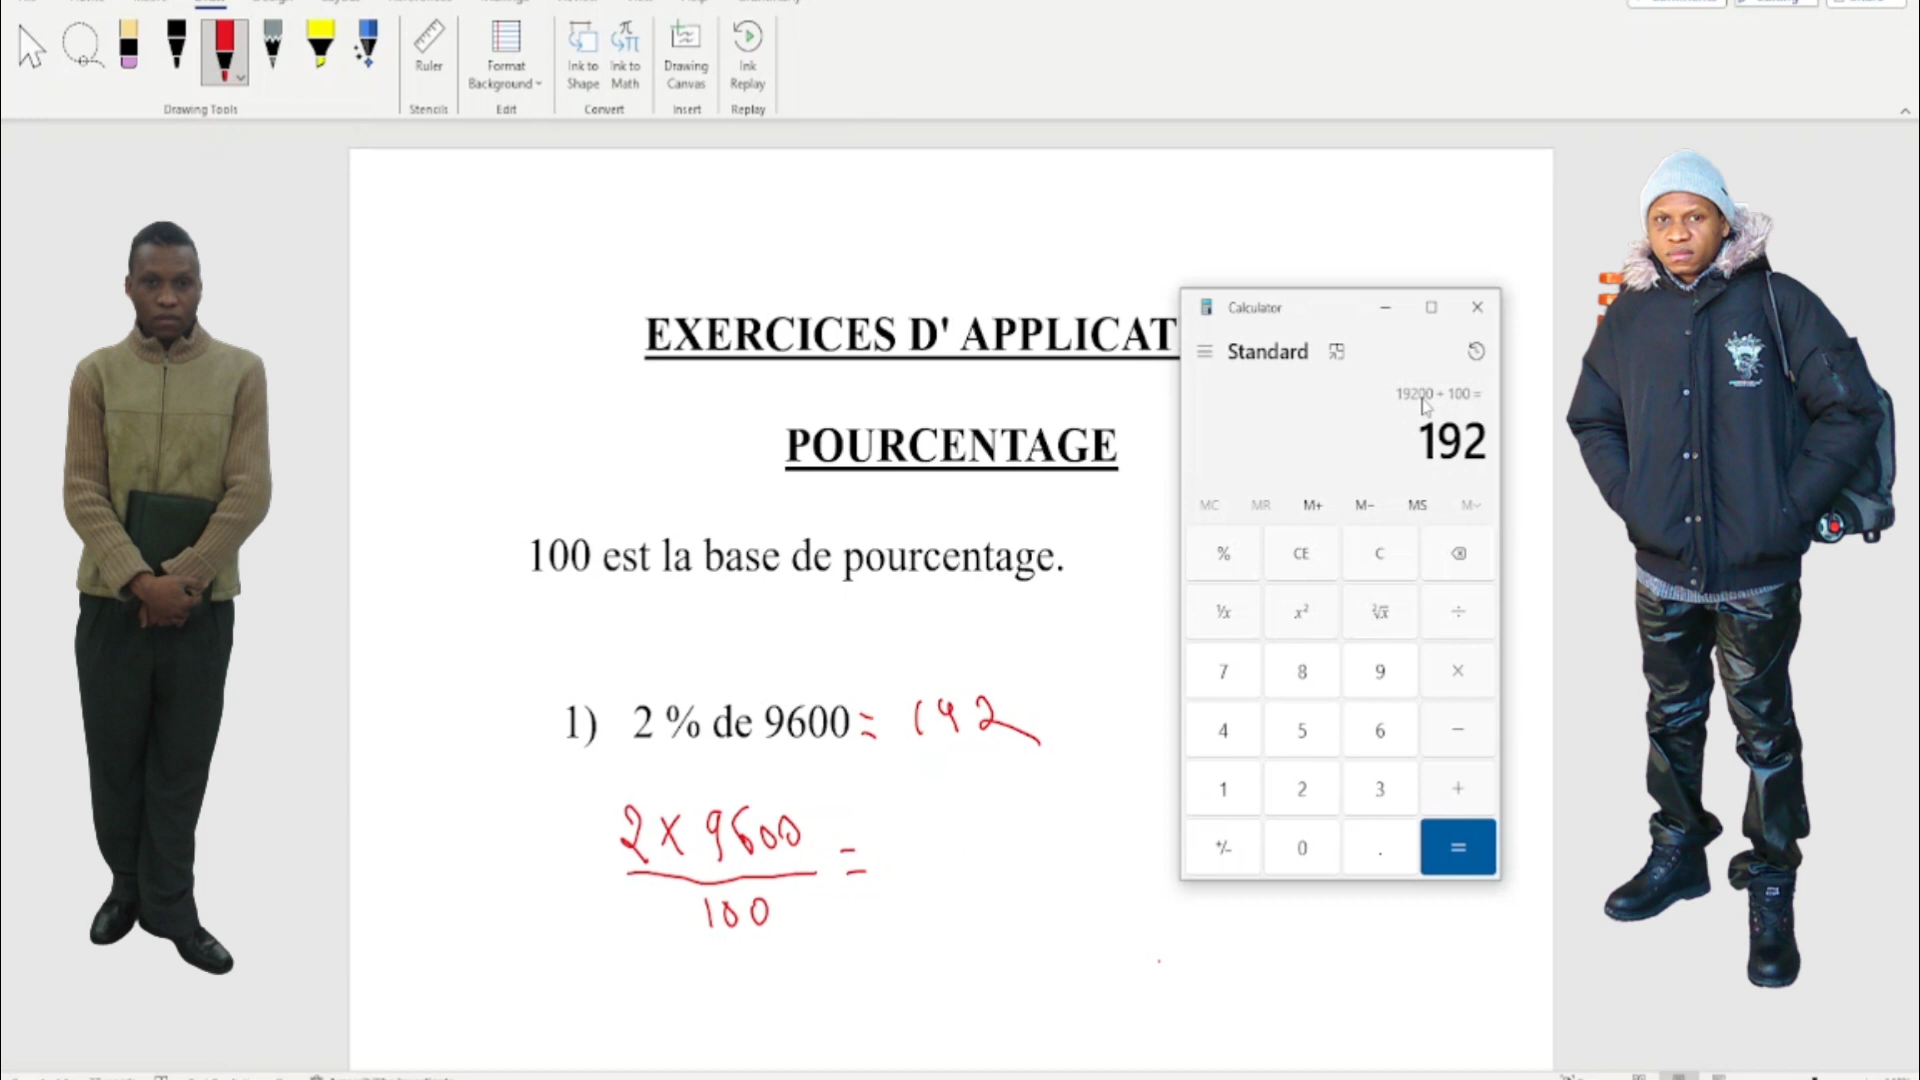 Ruler
Format
Background
Ink to
Shape
Ink to
Math
Drawing
Canvas
Ink
Replay
Drawing Tools
Stencils
Edit
Convert
Insert
Replay
EXERCICES D' APPLICAT
POURCENTAGE
100 est la base de pourcentage.
1) 2 % de 9600 = 192
2 x 9600 =
100
Calculator
Standard
19200 ÷ 100 =
192
MC MR M+ M− MS M
% CE C
1/x x² ²√x ÷
7 8 9 ×
4 5 6 −
1 2 3 +
+/− 0 . =